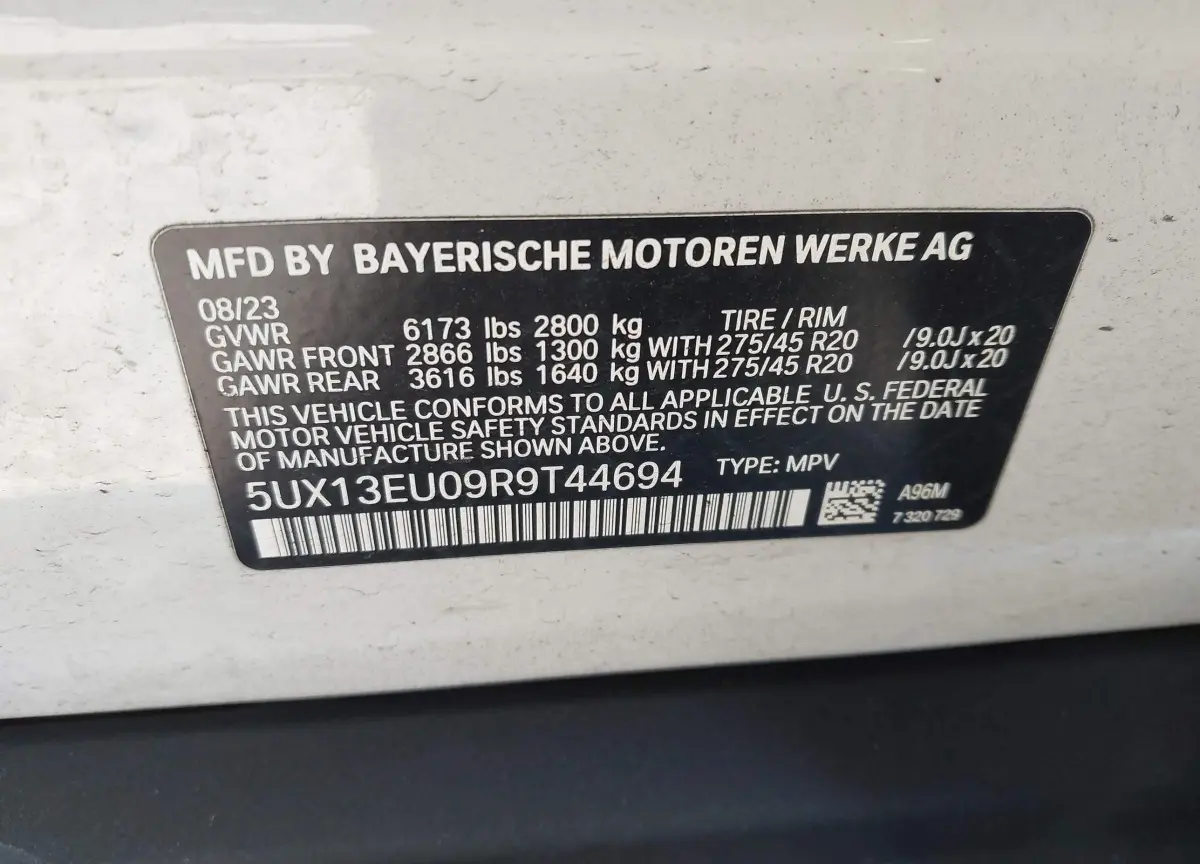 MFD BY BAYERISCHE MOTOREN WERKE AG
08/23 TIRE / RIM
GVWR 6173 lbs 2800 kg
GAWR FRONT 2866 lbs 1300 kg WITH 275/45 R20 /9.0J x 20
GAWR REAR 3616 lbs 1640 kg WITH 275/45 R20 /9.0J x 20
THIS VEHICLE CONFORMS TO ALL APPLICABLE U. S. FEDERAL
MOTOR VEHICLE SAFETY STANDARDS IN EFFECT ON THE DATE
OF MANUFACTURE SHOWN ABOVE.
5UX13EU09R9T44694 TYPE: MPV
A96M
7 320 729